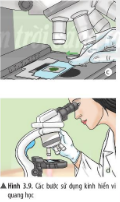 ▲ Hình 3.9. Các bước sử dụng kính hiển vi
quang học